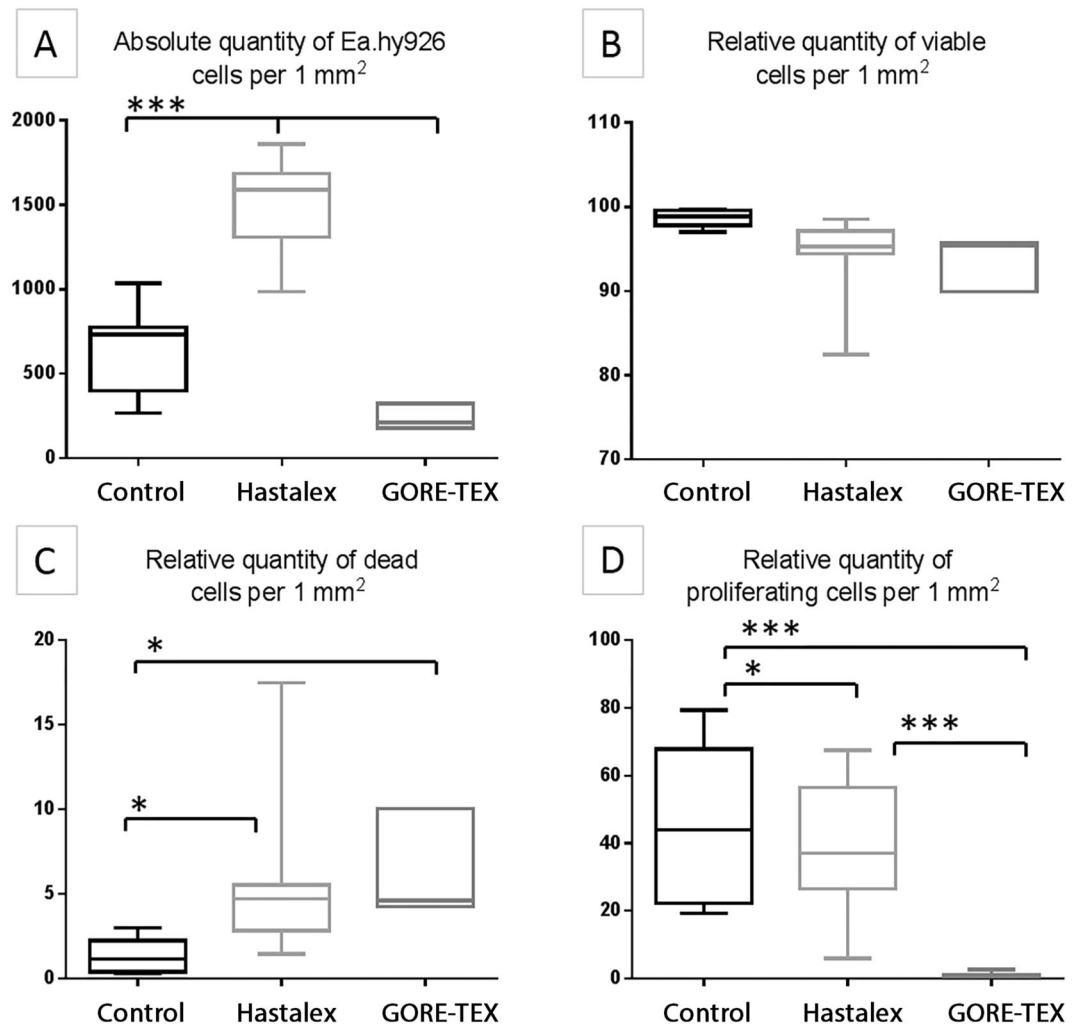 A
Absolute quantity of Ea.hy926
cells per 1 mm²
***
2000
1500
1000
500
0
Control Hastalex GORE-TEX
B
Relative quantity of viable
cells per 1 mm²
110
100
90
80
70
Control Hastalex GORE-TEX
C
Relative quantity of dead
cells per 1 mm²
20
15
10
5
0
*
*
Control Hastalex GORE-TEX
D
Relative quantity of
proliferating cells per 1 mm²
100
80
60
40
20
0
***
*
***
Control Hastalex GORE-TEX